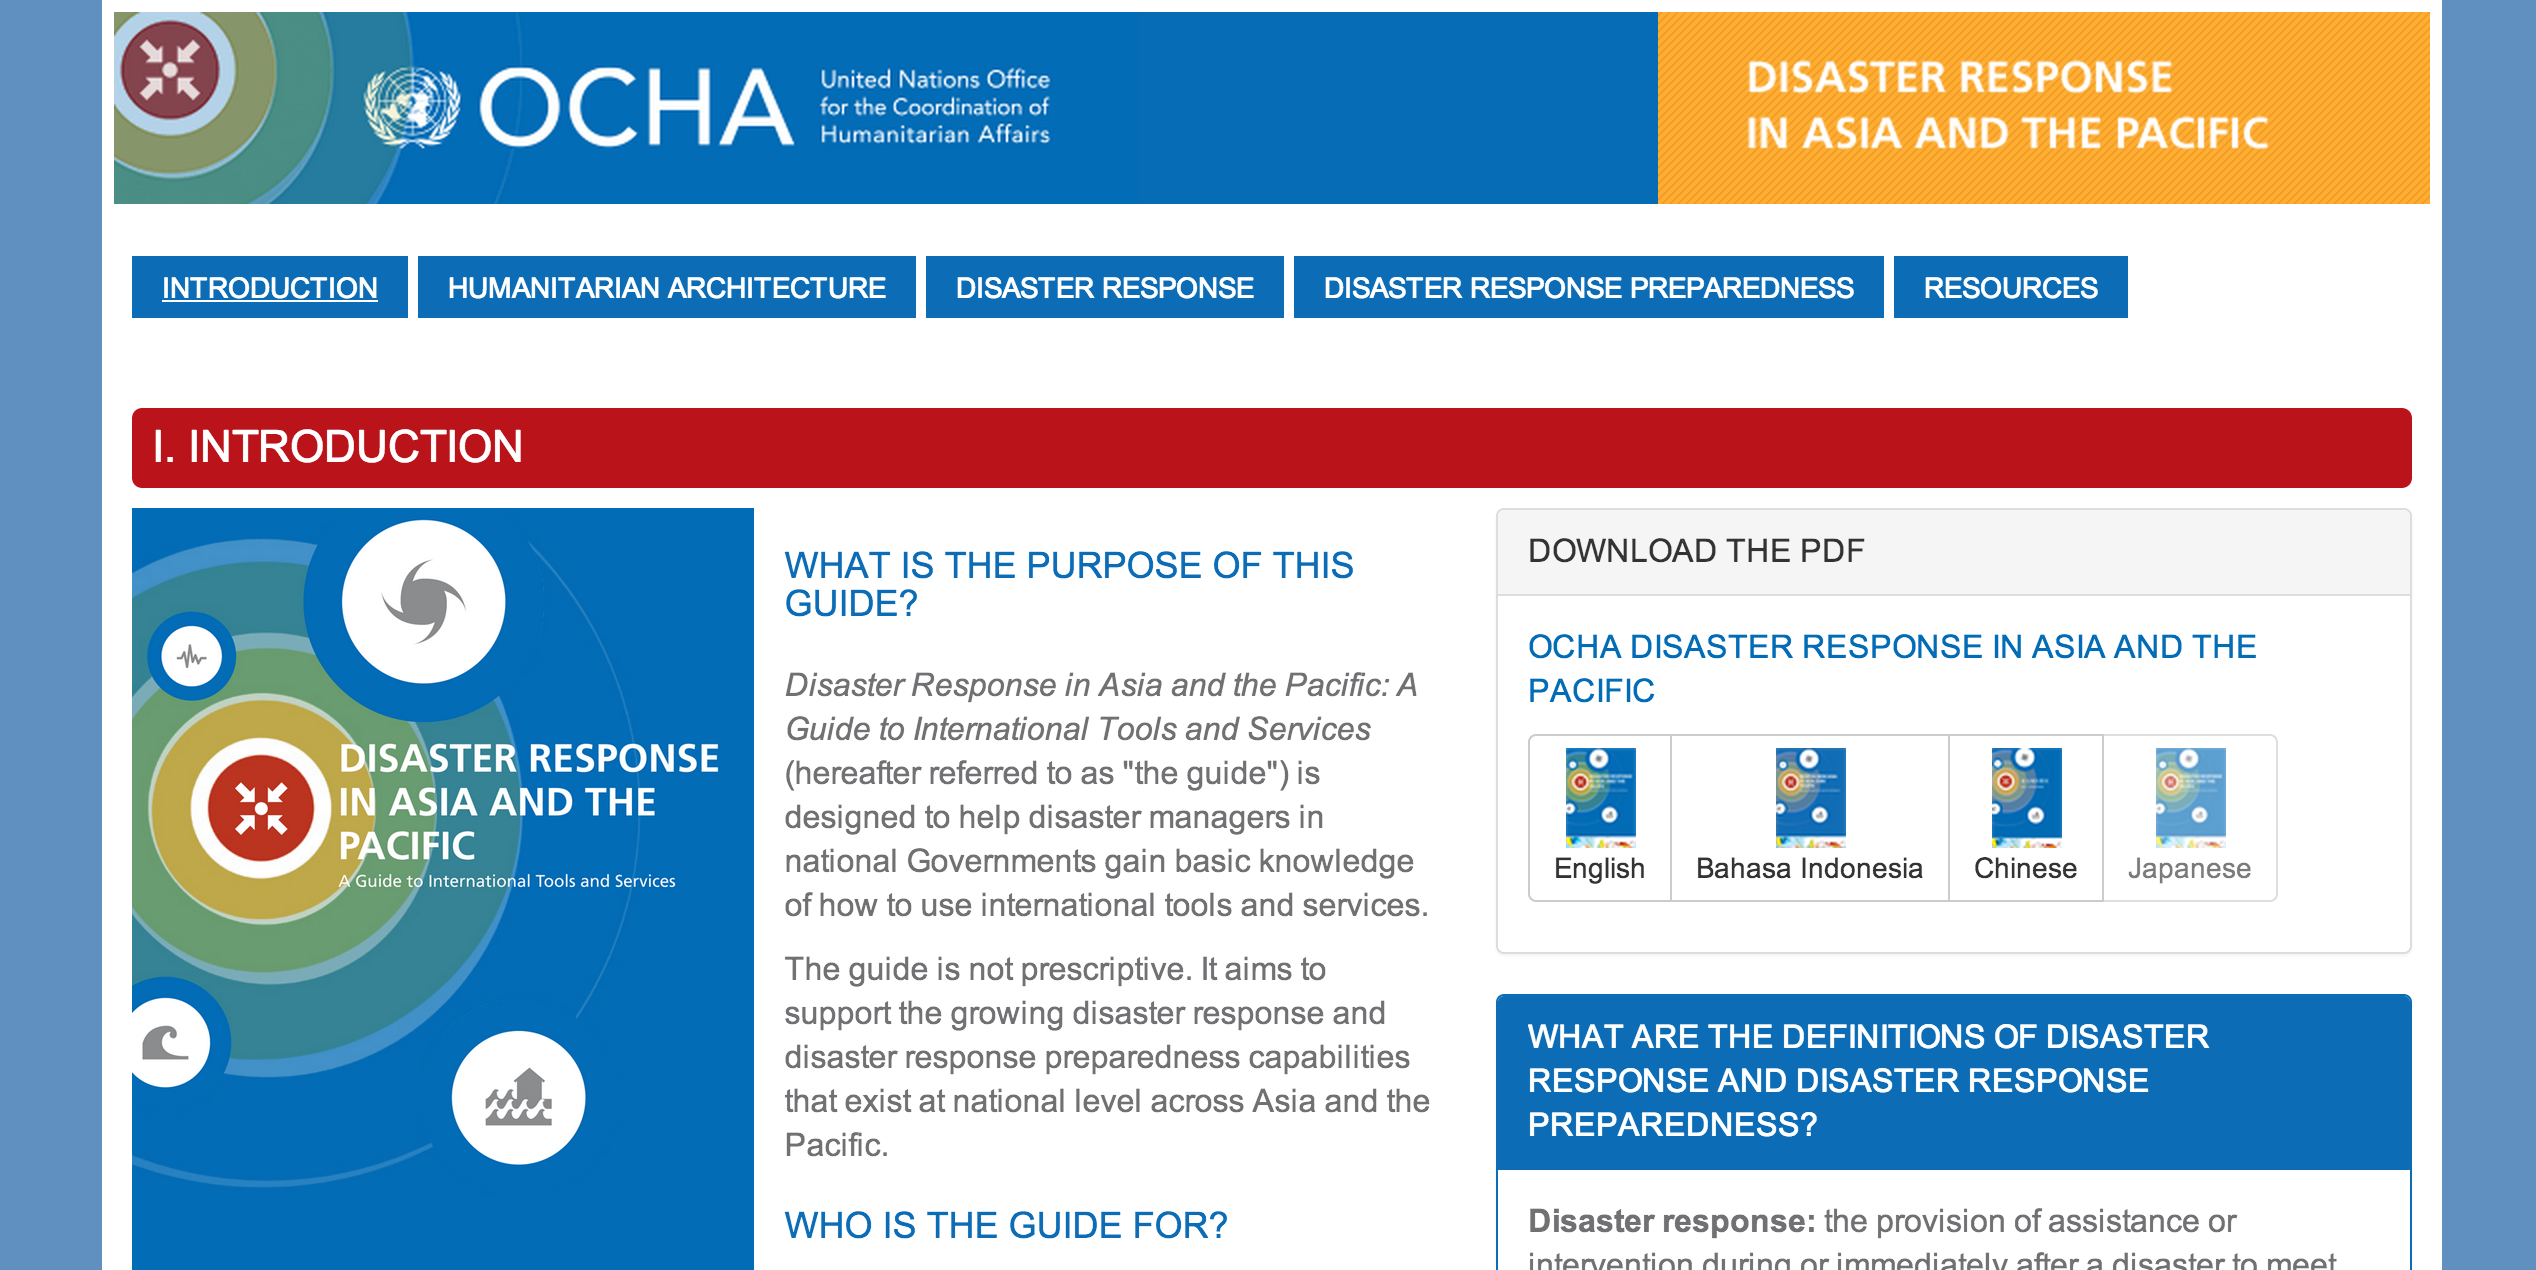 OCHA
United Nations Office
for the Coordination of
Humanitarian Affairs
DISASTER RESPONSE
IN ASIA AND THE PACIFIC
INTRODUCTION
HUMANITARIAN ARCHITECTURE
DISASTER RESPONSE
DISASTER RESPONSE PREPAREDNESS
RESOURCES
I. INTRODUCTION
DISASTER RESPONSE
IN ASIA AND THE
PACIFIC
A Guide to International Tools and Services
WHAT IS THE PURPOSE OF THIS
GUIDE?
Disaster Response in Asia and the Pacific: A
Guide to International Tools and Services
(hereafter referred to as "the guide") is
designed to help disaster managers in
national Governments gain basic knowledge
of how to use international tools and services.
The guide is not prescriptive. It aims to
support the growing disaster response and
disaster response preparedness capabilities
that exist at national level across Asia and the
Pacific.
WHO IS THE GUIDE FOR?
DOWNLOAD THE PDF
OCHA DISASTER RESPONSE IN ASIA AND THE
PACIFIC
English
Bahasa Indonesia
Chinese
Japanese
WHAT ARE THE DEFINITIONS OF DISASTER
RESPONSE AND DISASTER RESPONSE
PREPAREDNESS?
Disaster response: the provision of assistance or
intervention during or immediately after a disaster to meet